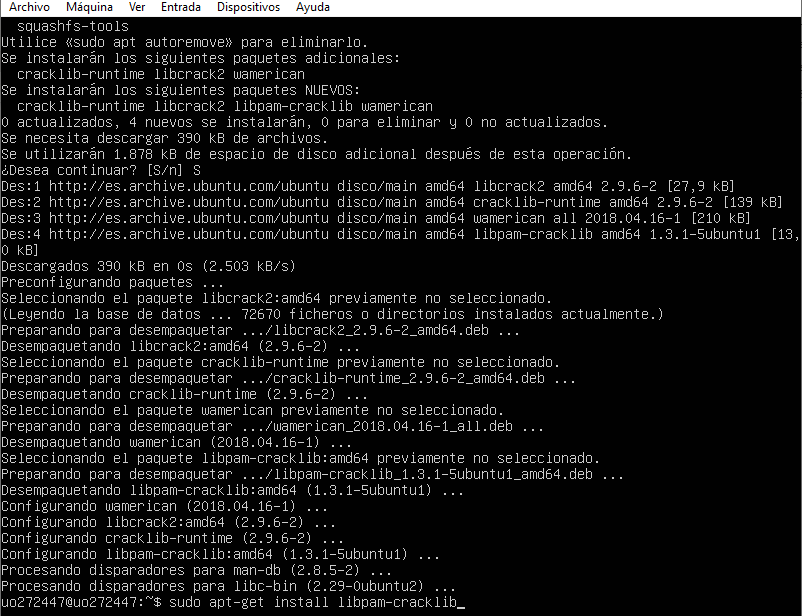 Archivo Máquina Ver Entrada Dispositivos Ayuda
squashfs-tools
Utilice «sudo apt autoremove» para eliminarlo.
Se instalarán los siguientes paquetes adicionales:
cracklib-runtime libcrack2 wamerican
Se instalarán los siguientes paquetes NUEVOS:
cracklib-runtime libcrack2 libpam-cracklib wamerican
0 actualizados, 4 nuevos se instalarán, 0 para eliminar y 0 no actualizados.
Se necesita descargar 390 kB de archivos.
Se utilizarán 1.878 kB de espacio de disco adicional después de esta operación.
¿Desea continuar? [S/n] S
Des:1 http://es.archive.ubuntu.com/ubuntu disco/main amd64 libcrack2 amd64 2.9.6-2 [27,9 kB]
Des:2 http://es.archive.ubuntu.com/ubuntu disco/main amd64 cracklib-runtime amd64 2.9.6-2 [139 kB]
Des:3 http://es.archive.ubuntu.com/ubuntu disco/main amd64 wamerican all 2018.04.16-1 [210 kB]
Des:4 http://es.archive.ubuntu.com/ubuntu disco/main amd64 libpam-cracklib amd64 1.3.1-5ubuntu1 [13,
0 kB]
Descargados 390 kB en 0s (2.503 kB/s)
Preconfigurando paquetes ...
Seleccionando el paquete libcrack2:amd64 previamente no seleccionado.
(Leyendo la base de datos ... 72670 ficheros o directorios instalados actualmente.)
Preparando para desempaquetar .../libcrack2_2.9.6-2_amd64.deb ...
Desempaquetando libcrack2:amd64 (2.9.6-2) ...
Seleccionando el paquete cracklib-runtime previamente no seleccionado.
Preparando para desempaquetar .../cracklib-runtime_2.9.6-2_amd64.deb ...
Desempaquetando cracklib-runtime (2.9.6-2) ...
Seleccionando el paquete wamerican previamente no seleccionado.
Preparando para desempaquetar .../wamerican_2018.04.16-1_all.deb ...
Desempaquetando wamerican (2018.04.16-1) ...
Seleccionando el paquete libpam-cracklib:amd64 previamente no seleccionado.
Preparando para desempaquetar .../libpam-cracklib_1.3.1-5ubuntu1_amd64.deb ...
Desempaquetando libpam-cracklib:amd64 (1.3.1-5ubuntu1) ...
Configurando wamerican (2018.04.16-1) ...
Configurando libcrack2:amd64 (2.9.6-2) ...
Configurando cracklib-runtime (2.9.6-2) ...
Configurando libpam-cracklib:amd64 (1.3.1-5ubuntu1) ...
Procesando disparadores para man-db (2.8.5-2) ...
Procesando disparadores para libc-bin (2.29-0ubuntu2) ...
uo272447@uo272447:~$ sudo apt-get install libpam-cracklib_